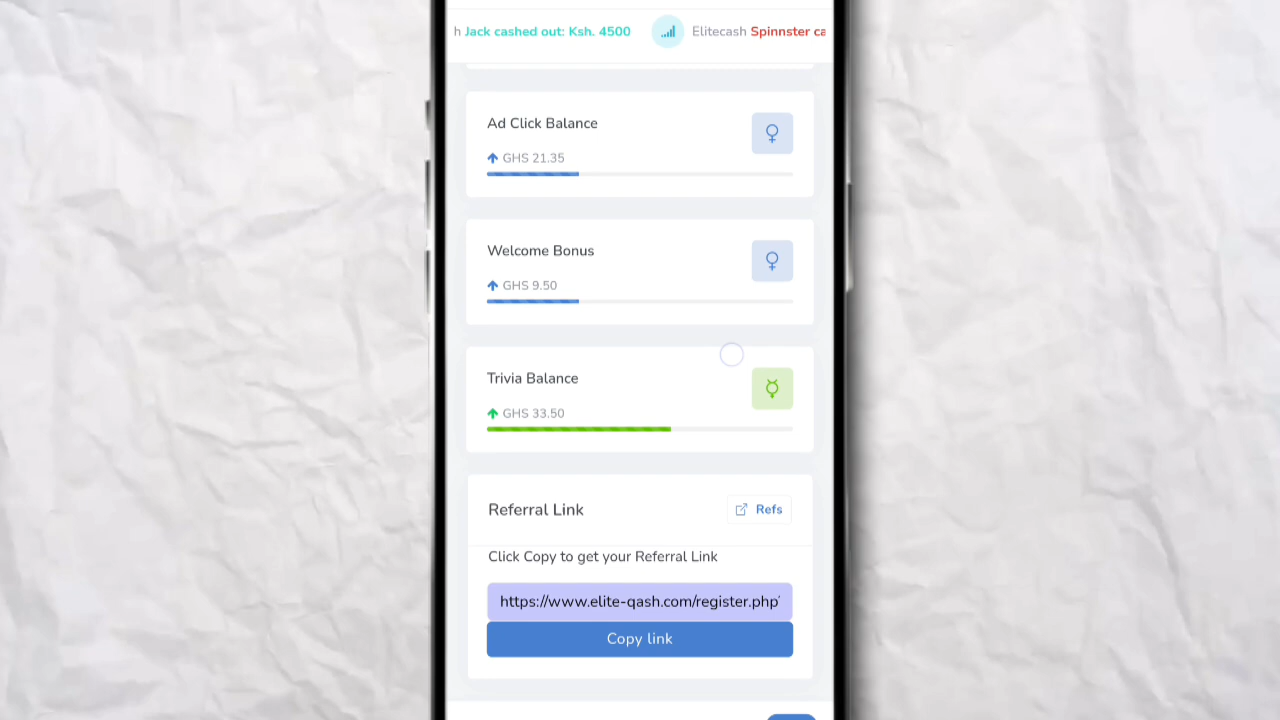 h Jack cashed out: Ksh. 4500 Elitecash Spinnster ca
Ad Click Balance
GHS 21.35
Welcome Bonus
GHS 9.50
Trivia Balance
GHS 33.50
Referral Link
Refs
Click Copy to get your Referral Link
https://www.elite-qash.com/register.php?
Copy link